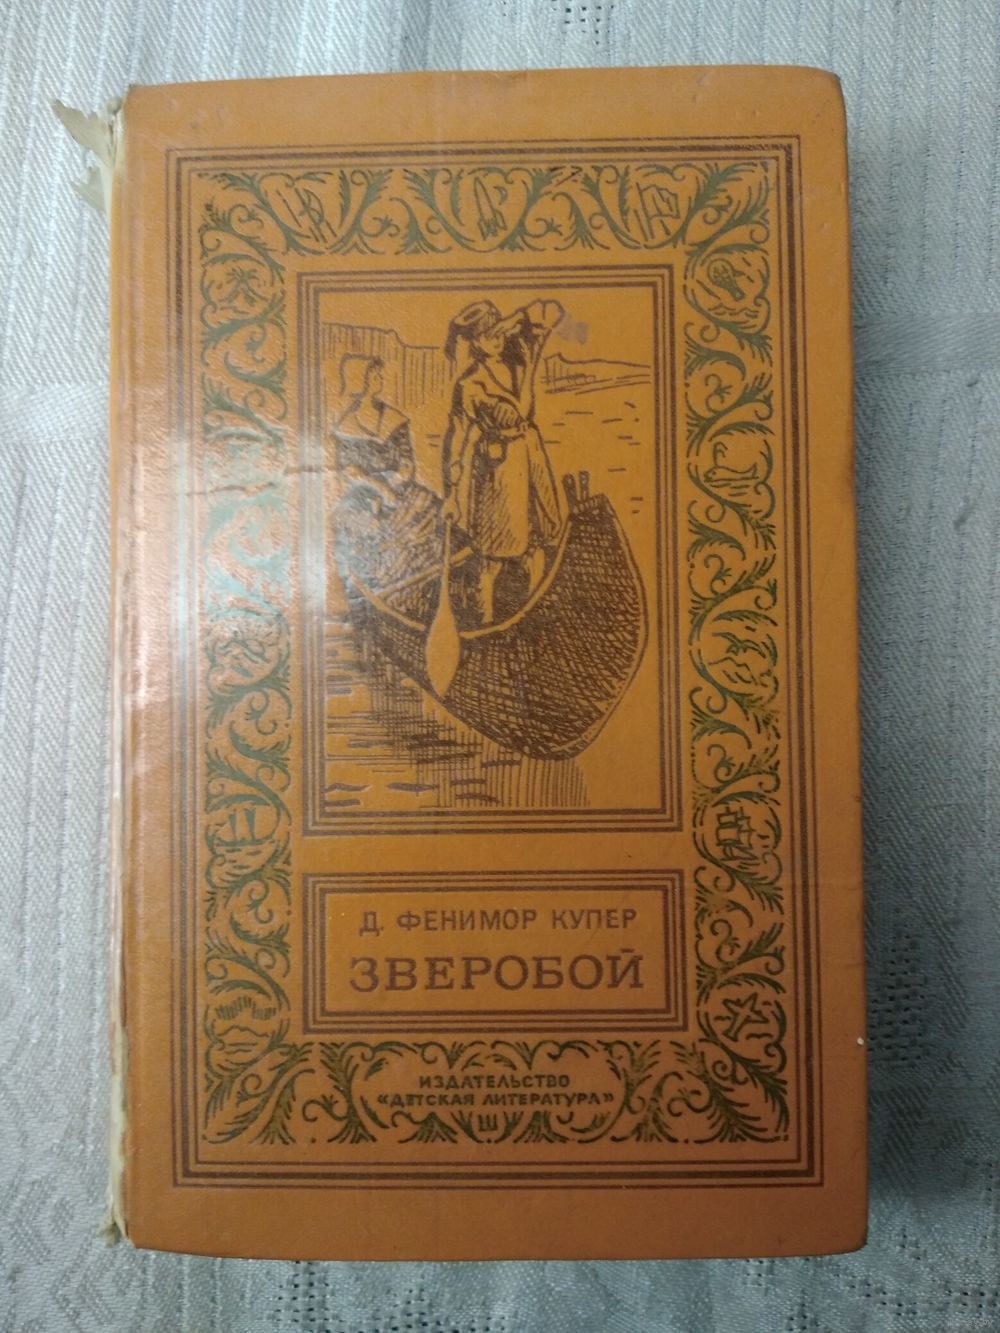 Д. ФЕНИМОР КУПЕР
ЗВЕРОБОЙ
ИЗДАТЕЛЬСТВО
«ДЕТСКАЯ ЛИТЕРАТУРА»